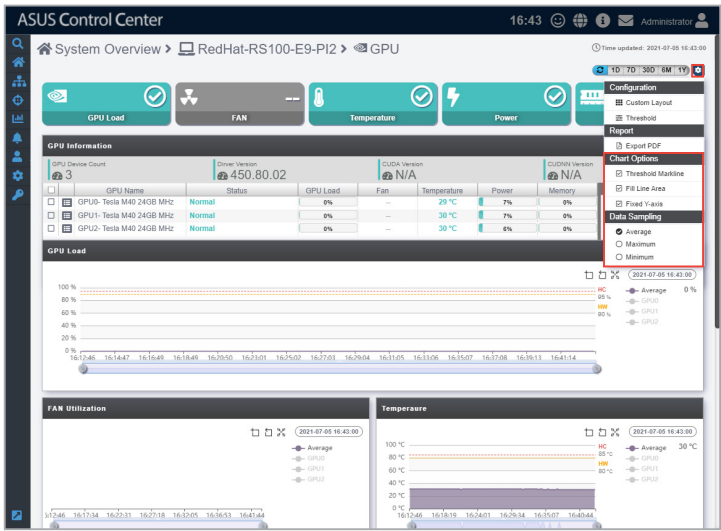 ASUS Control Center
16:43
Administrator
System Overview > RedHat-RS100-E9-PI2 > GPU
Time updated: 2021-07-05 16:43:00
1D 7D 30D 6M 1Y
GPU Load
FAN
--
Temperature
Power
Configuration
Custom Layout
Threshold
Report
Export PDF
Chart Options
Threshold Markline
Fill Line Area
Fixed Y-axis
Data Sampling
Average
Maximum
Minimum
GPU Information
GPU Device Count
3
Dirver Version
450.80.02
CUDA Version
N/A
CUDNN Version
N/A
GPU Name Status GPU Load Fan Temperature Power Memory
GPU0- Tesla M40 24GB MHz Normal 0% -- 29 °C 7% 0%
GPU1- Tesla M40 24GB MHz Normal 0% -- 30 °C 7% 0%
GPU2- Tesla M40 24GB MHz Normal 0% -- 30 °C 6% 0%
GPU Load
2021-07-05 16:43:00
100 %
80 %
60 %
40 %
20 %
0 %
HC
95 %
HW
90 %
Average 0 %
GPU0
GPU1
GPU2
16:12:46 16:14:47 16:16:49 16:18:49 16:20:50 16:23:01 16:25:02 16:27:01 16:29:04 16:31:05 16:33:06 16:35:07 16:37:08 16:39:13 16:41:14
FAN Utilization
2021-07-05 16:43:00
Average
GPU0
GPU1
GPU2
16:17:34 16:22:31 16:27:18 16:32:05 16:36:53 16:41:44
Temperaure
2021-07-05 16:43:00
100 °C
80 °C
60 °C
40 °C
20 °C
0 °C
HC
85 °C
HW
80 °C
Average 30 °C
GPU0
GPU1
GPU2
16:12:46 16:18:19 16:24:01 16:29:34 16:35:07 16:40:44